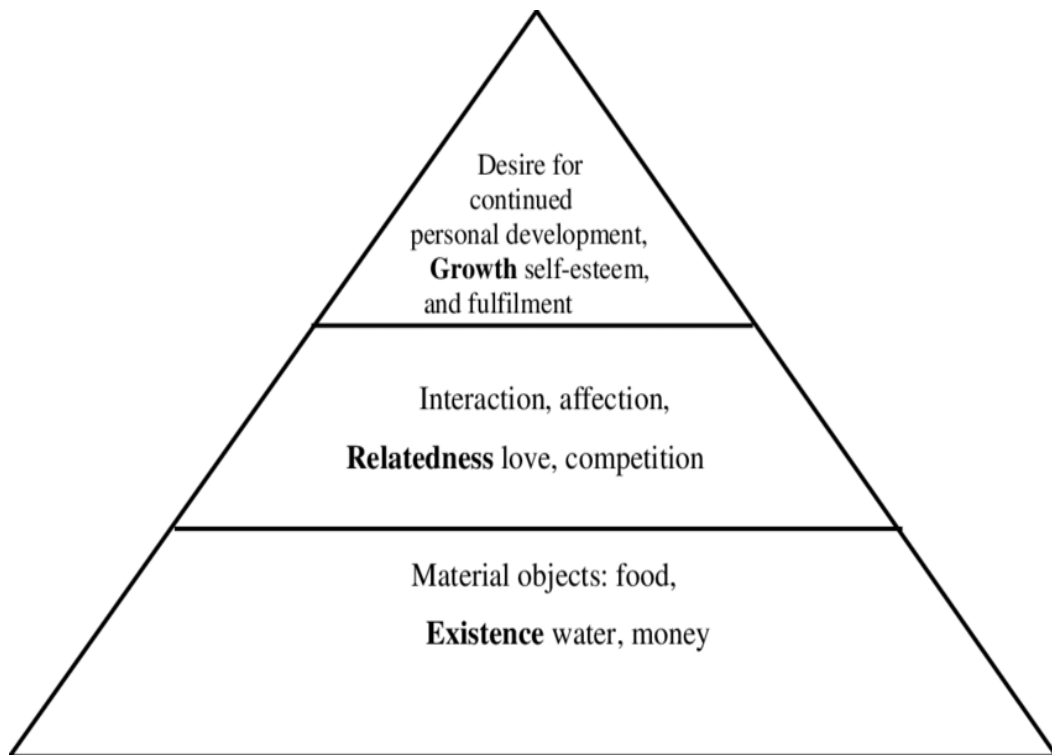 Desire for
continued
personal development,
Growth self-esteem,
and fulfilment
Interaction, affection,
Relatedness love, competition
Material objects: food,
Existence water, money